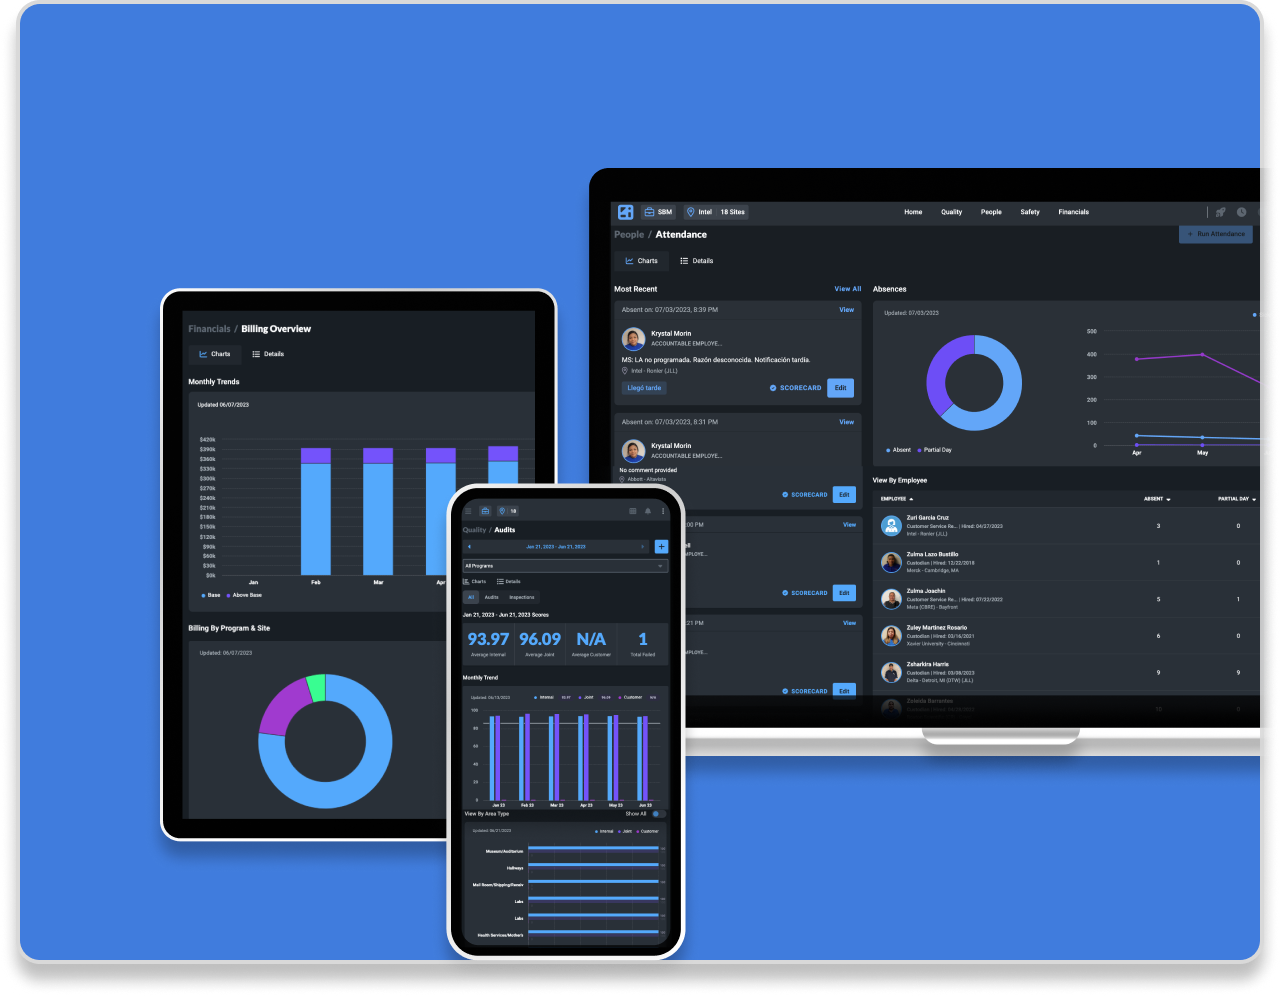 SBM
Intel 18 Sites
Home
Quality
People
Safety
Financials
People / Attendance
+ Run Attendance
Charts
Details
Most Recent
View All
Absent on: 07/03/2023, 8:39 PM
View
Krystal Morin
ACCOUNTABLE EMPLOYE...
MS: LA no programada. Razón desconocida. Notificación tardía.
Intel - Ronler (JLL)
Llegó tarde
SCORECARD
Edit
Absent on: 07/03/2023, 8:31 PM
View
Krystal Morin
ACCOUNTABLE EMPLOYE...
No comment provided
Abbott - Altavista
SCORECARD
Edit
:00 PM
View
all
MPLOYE...
SCORECARD
Edit
:21 PM
View
MPLOYE...
SCORECARD
Edit
Absences
Updated: 07/03/2023
Absent
Partial Day
500
400
300
200
100
0
Apr
May
View By Employee
EMPLOYEE
ABSENT
PARTIAL DAY
Zuri Garcia Cruz
Customer Service Re... | Hired: 04/27/2023
Intel - Ronler (JLL)
3
0
Zulma Lazo Bustillo
Custodian | Hired: 12/22/2018
Merck - Cambridge, MA
1
0
Zulma Joachin
Customer Service Re... | Hired: 07/22/2022
Meta (CBRE) - Bayfront
5
1
Zuley Martinez Rosario
Custodian | Hired: 03/16/2021
Xavier University - Cincinnati
6
0
Zsharkira Harris
Custodian | Hired: 03/08/2023
Delta - Detroit, MI (DTW) (JLL)
9
9
Zoleida Barrantes
Financials / Billing Overview
Charts
Details
Monthly Trends
Updated 06/07/2023
$420k
$390k
$360k
$330k
$300k
$270k
$240k
$210k
$180k
$150k
$120k
$90k
$60k
$30k
$0k
Jan
Feb
Mar
Apr
Base
Above Base
Billing By Program & Site
Updated: 06/07/2023
18
Quality / Audits
Jan 21, 2023 - Jun 21, 2023
+
All Programs
Charts
Details
All
Audits
Inspections
Jan 21, 2023 - Jun 21, 2023 Scores
93.97
96.09
N/A
1
Average Internal
Average Joint
Average Customer
Total Failed
Monthly Trend
Updated: 06/13/2023
Internal
Joint
Customer
100
80
60
40
20
0
Jan 23
Feb 23
Mar 23
Apr 23
May 23
Jun 23
View By Area Type
Show All
Updated: 06/21/2023
Internal
Joint
Customer
Museum/Auditorium
Hallways
Mail Room/Shipping/Receiv
Labs
Labs
Health Services/Mothers